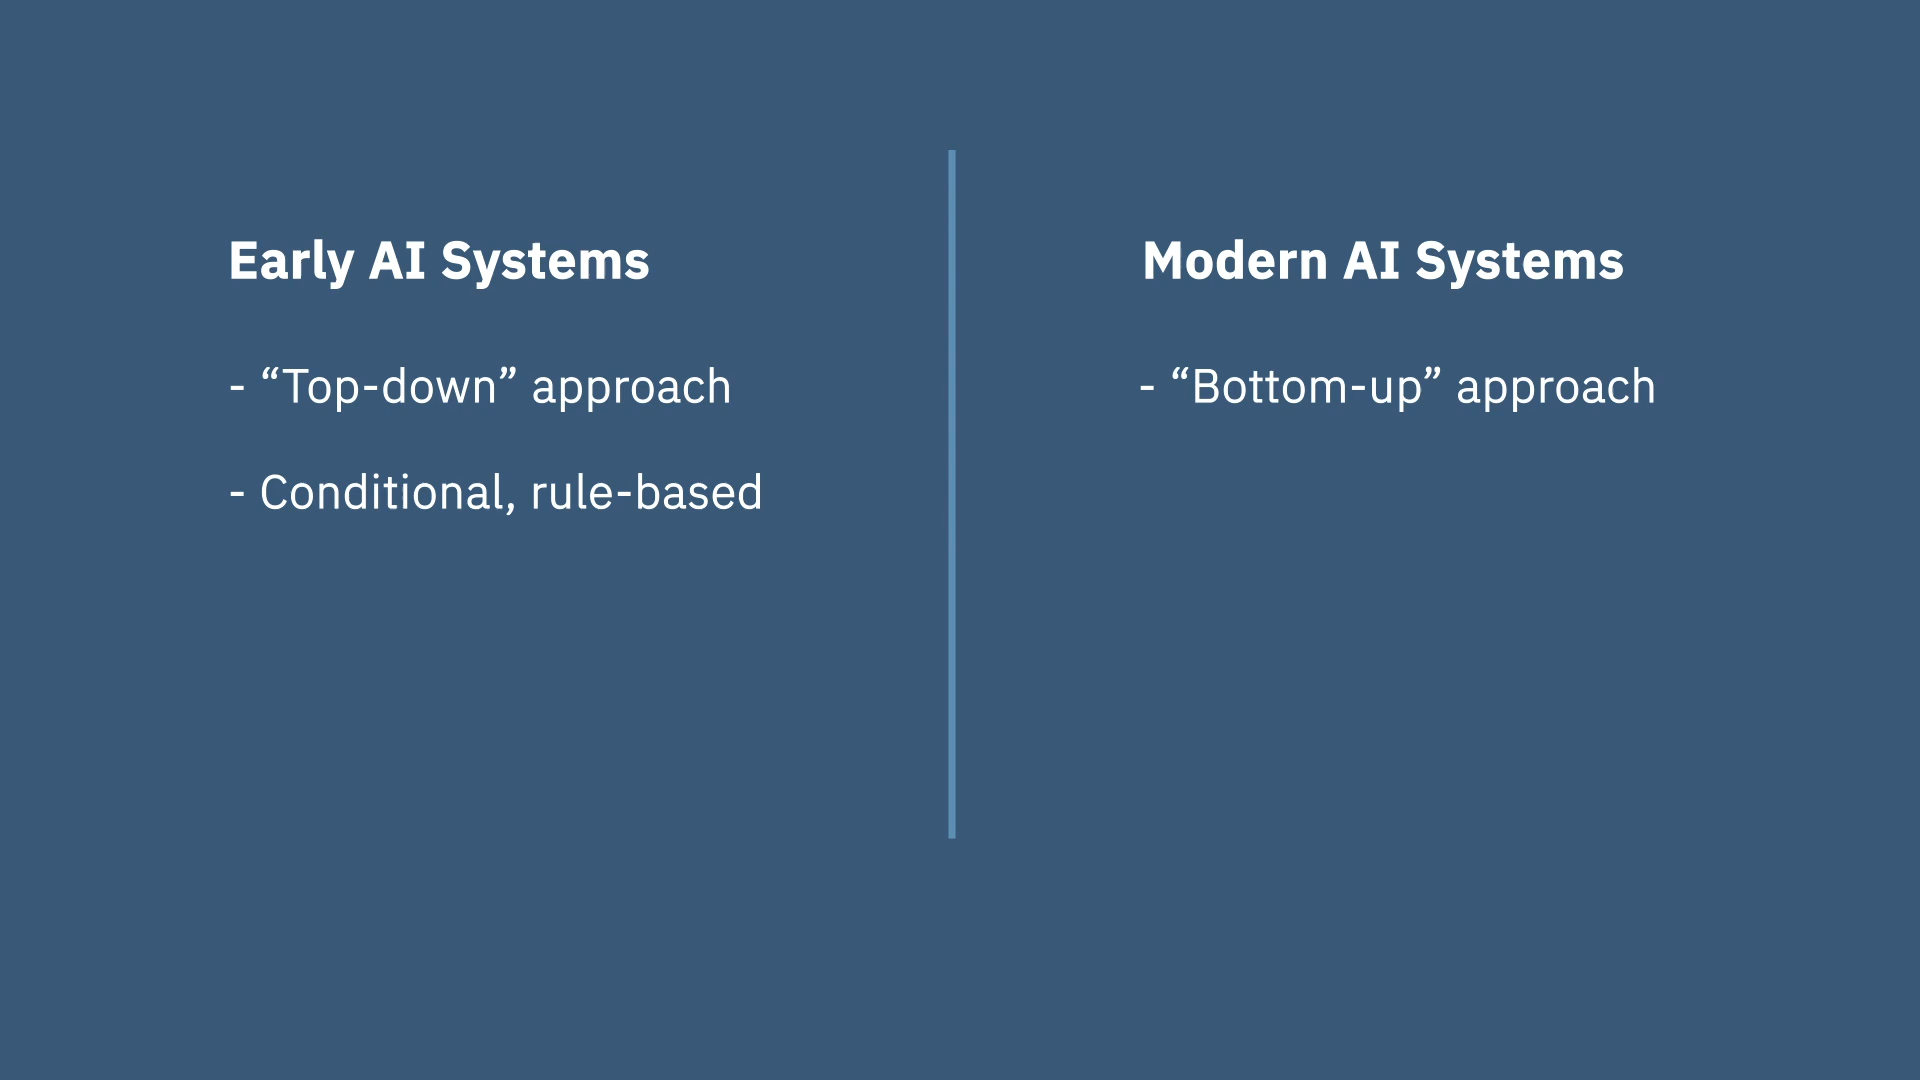 Early AI Systems
- “Top-down” approach
- Conditional, rule-based
Modern AI Systems
- “Bottom-up” approach